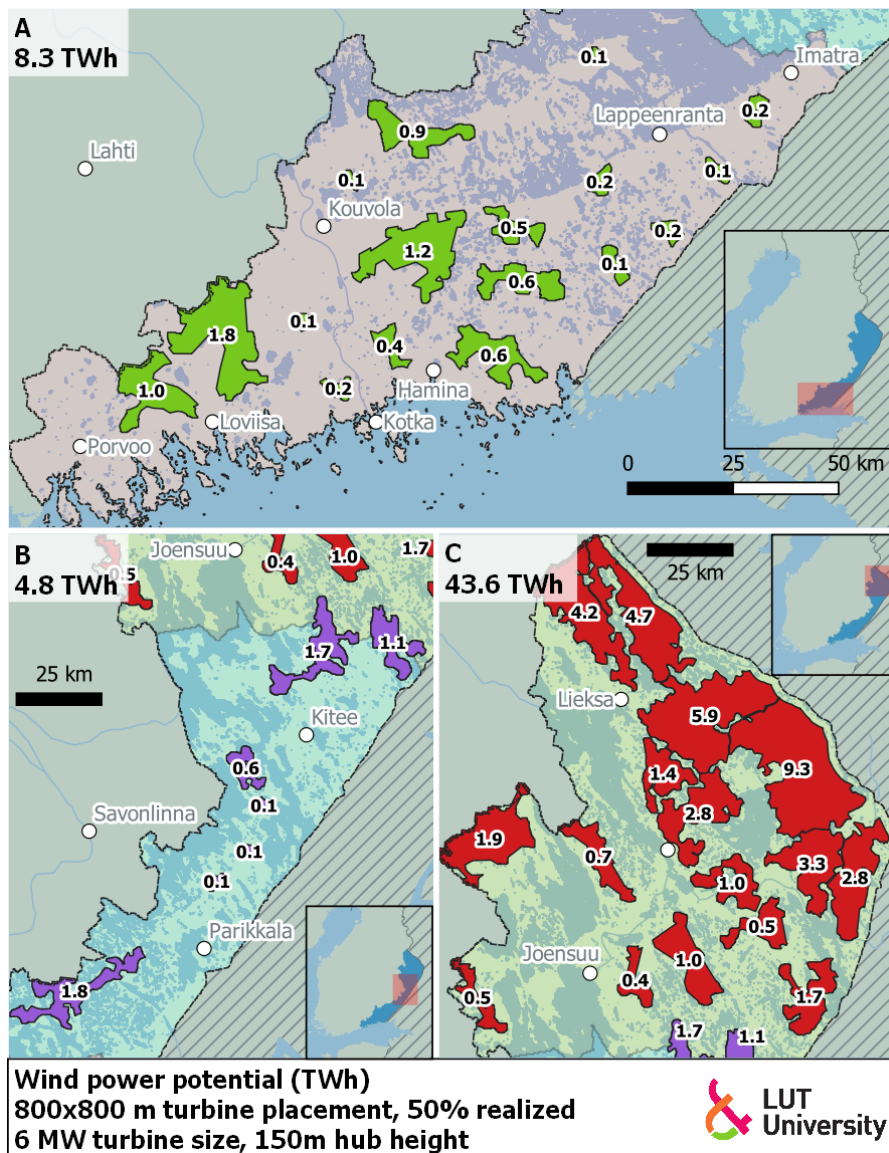 A
8.3 TWh
0.1
Imatra
0.2
Lappeenranta
0.9
Lahti
0.1
0.2
0.1
Kouvola
0.5
0.2
1.2
0.1
0.6
0.1
1.8
0.4
0.6
1.0
0.2
Hamina
Loviisa
Kotka
Porvoo
0 25 50 km
B
4.8 TWh
Joensuu
0.5
0.4
1.0
1.7
1.7
1.1
25 km
Kitee
0.6
0.1
Savonlinna
0.1
0.1
Parikkala
1.8
C
43.6 TWh
25 km
4.2
4.7
Lieksa
5.9
9.3
1.4
2.8
1.9
0.7
3.3
2.8
1.0
0.5
Joensuu
1.0
0.4
0.5
1.7
1.7
1.1
Wind power potential (TWh)
800x800 m turbine placement, 50% realized
6 MW turbine size, 150m hub height
LUT
University